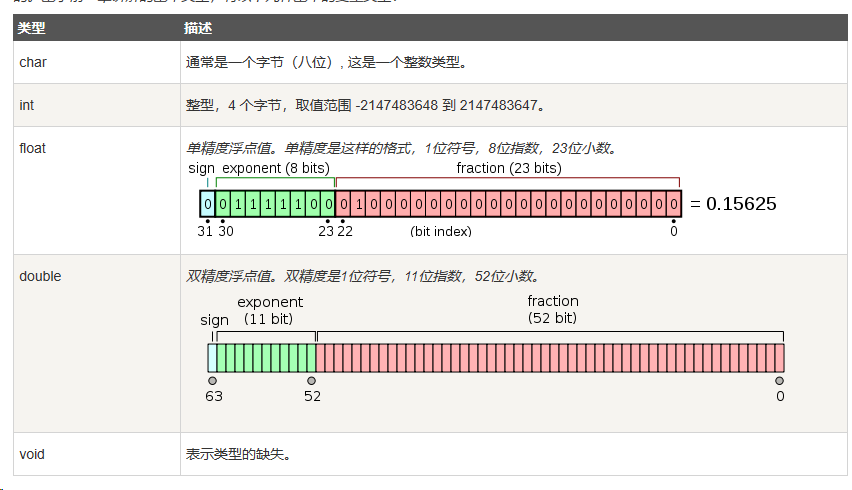 类型 描述
char 通常是一个字节（八位）, 这是一个整数类型。
int 整型，4 个字节，取值范围 -2147483648 到 2147483647。
float 单精度浮点值。单精度是这样的格式，1位符号，8位指数，23位小数。
sign exponent (8 bits) fraction (23 bits)
0 0 1 1 1 1 1 0 0 0 1 0 0 0 0 0 0 0 0 0 0 0 0 0 0 0 0 0 0 0 0 0 = 0.15625
31 30 23 22 (bit index) 0
double 双精度浮点值。双精度是1位符号，11位指数，52位小数。
exponent fraction
sign (11 bit) (52 bit)
63 52 0
void 表示类型的缺失。